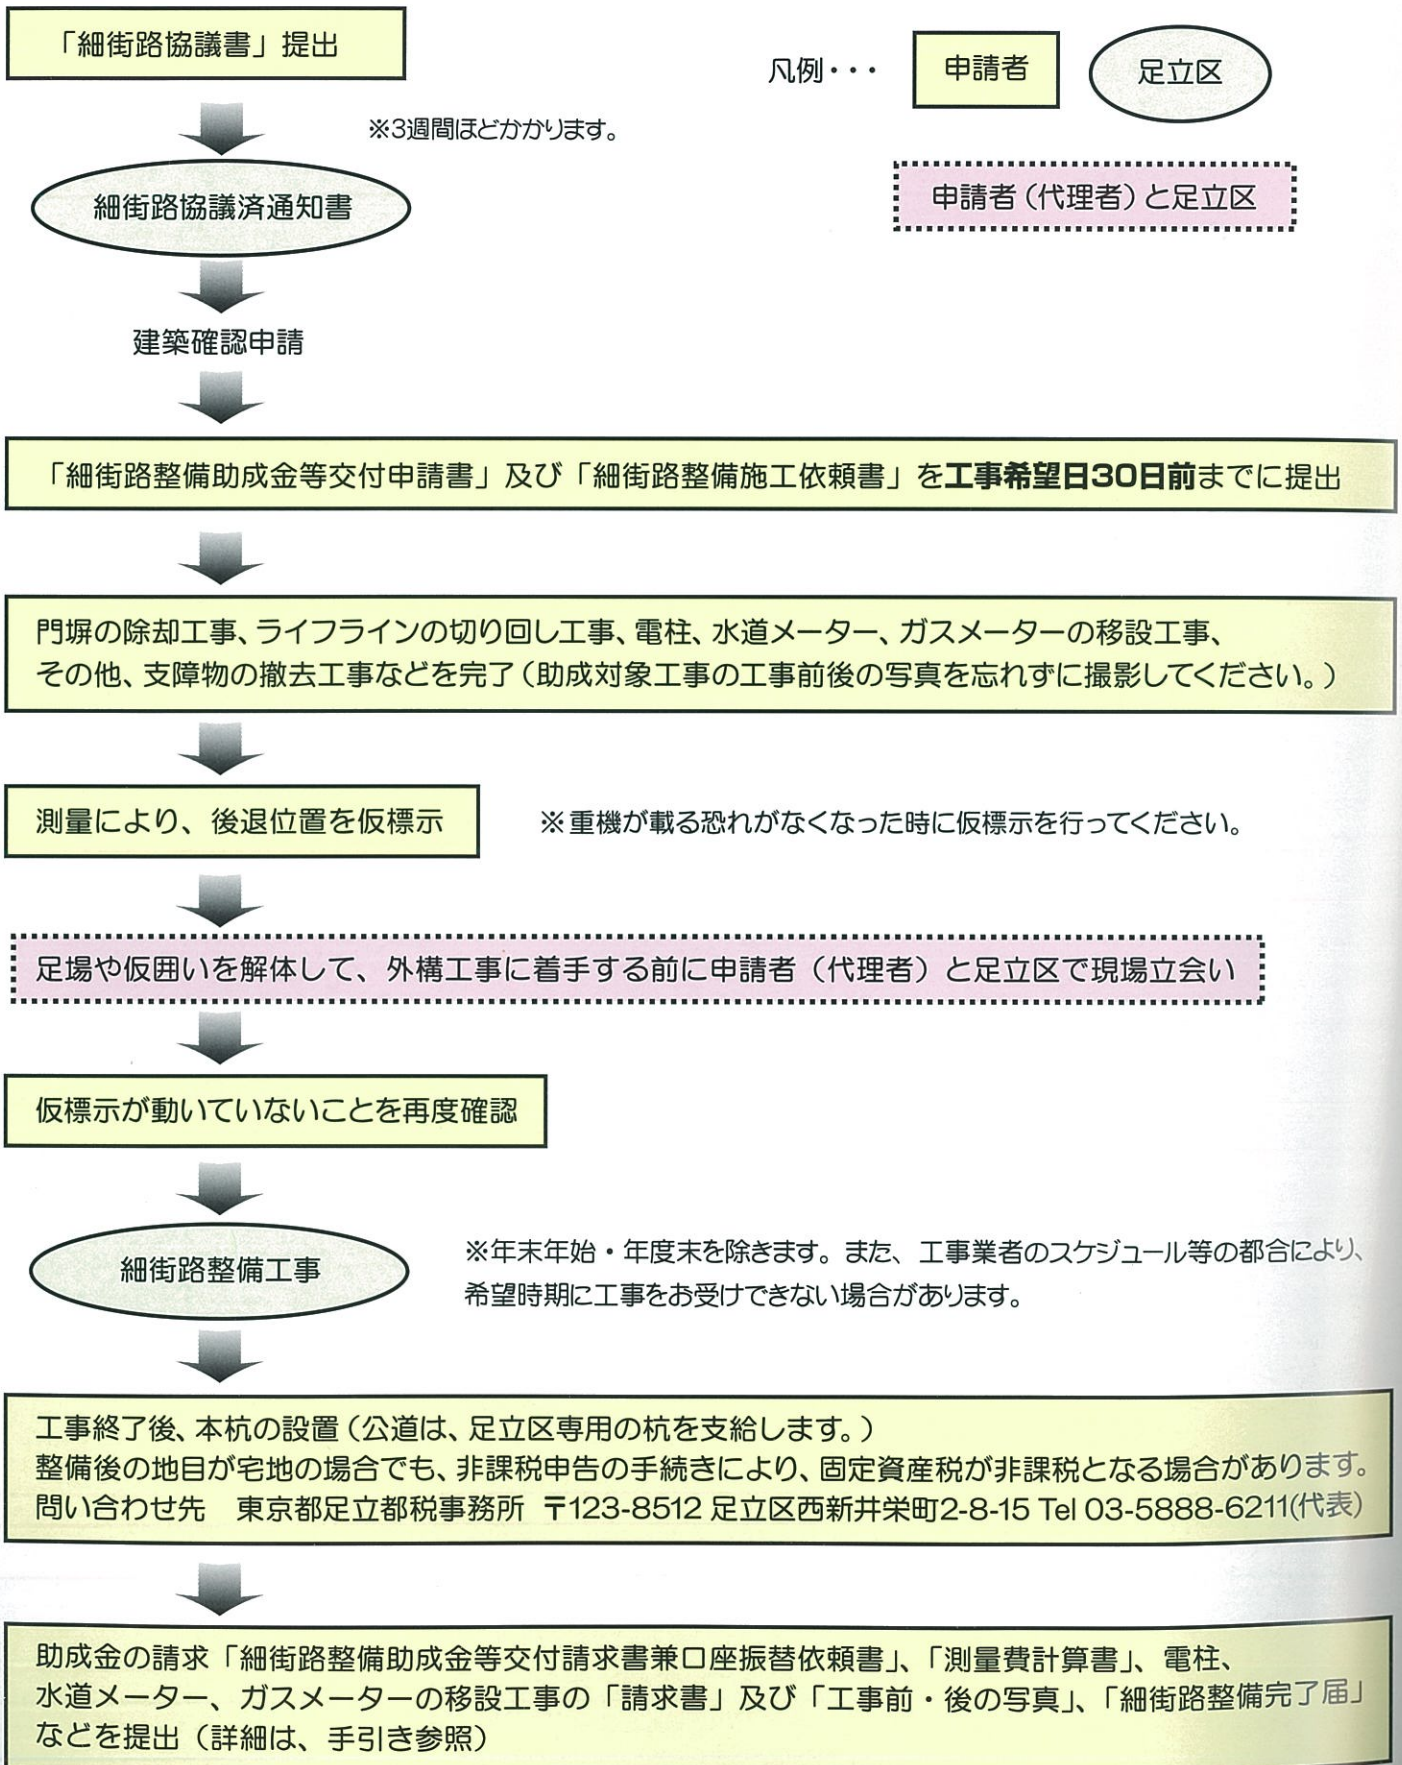 「細街路協議書」提出
凡例・・・
申請者
足立区
※3週間ほどかかります。
申請者（代理者）と足立区
細街路協議済通知書
建築確認申請
「細街路整備助成金等交付申請書」及び「細街路整備施工依頼書」を工事希望日30日前までに提出
門塀の除却工事、ライフラインの切り回し工事、電柱、水道メーター、ガスメーターの移設工事、
その他、支障物の撤去工事などを完了（助成対象工事の工事前後の写真を忘れずに撮影してください。）
測量により、後退位置を仮標示
※重機が載る恐れがなくなった時に仮標示を行ってください。
足場や仮囲いを解体して、外構工事に着手する前に申請者（代理者）と足立区で現場立会い
仮標示が動いていないことを再度確認
細街路整備工事
※年末年始・年度末を除きます。また、工事業者のスケジュール等の都合により、
希望時期に工事をお受けできない場合があります。
工事終了後、本杭の設置（公道は、足立区専用の杭を支給します。）
整備後の地目が宅地の場合でも、非課税申告の手続きにより、固定資産税が非課税となる場合があります。
問い合わせ先　東京都足立都税事務所　〒123-8512 足立区西新井栄町2-8-15 Tel 03-5888-6211(代表)
助成金の請求「細街路整備助成金等交付請求書兼口座振替依頼書」、「測量費計算書」、電柱、
水道メーター、ガスメーターの移設工事の「請求書」及び「工事前・後の写真」、「細街路整備完了届」
などを提出（詳細は、手引き参照）